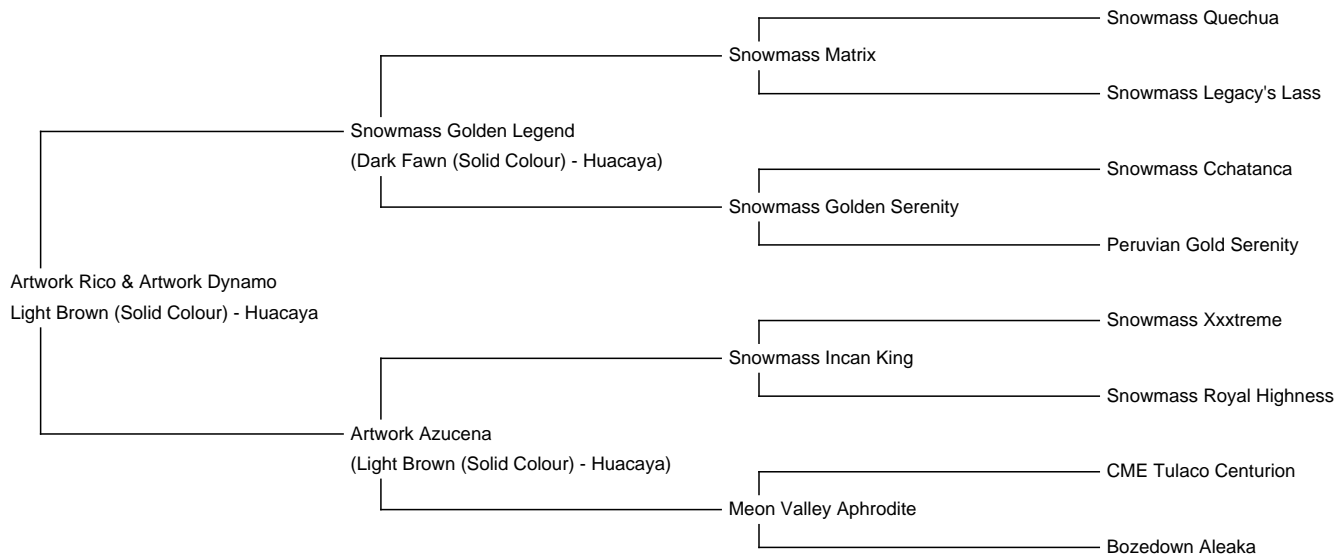 Snowmass Quechua
Snowmass Matrix
Snowmass Legacy's Lass
Snowmass Golden Legend
(Dark Fawn (Solid Colour) - Huacaya)
Snowmass Cchatanca
Snowmass Golden Serenity
Peruvian Gold Serenity
Artwork Rico & Artwork Dynamo
Light Brown (Solid Colour) - Huacaya
Snowmass Xxxtreme
Snowmass Incan King
Snowmass Royal Highness
Artwork Azucena
(Light Brown (Solid Colour) - Huacaya)
CME Tulaco Centurion
Meon Valley Aphrodite
Bozedown Aleaka